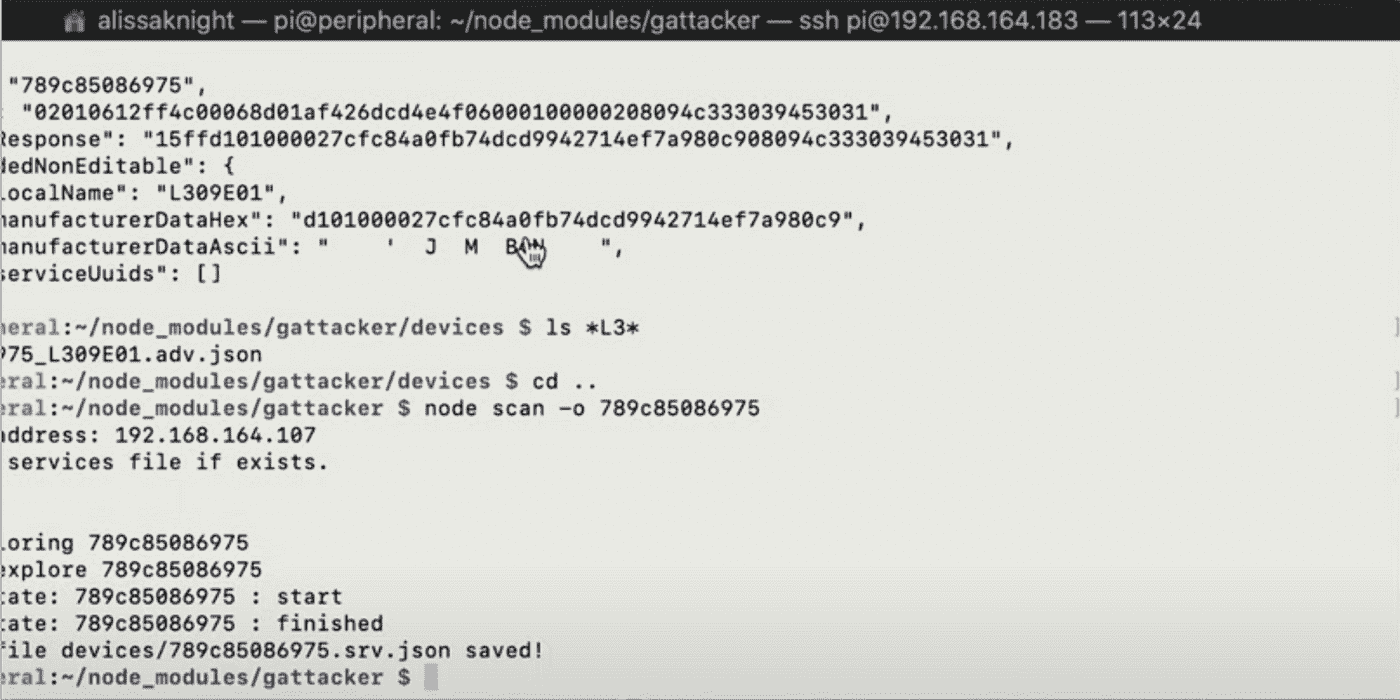 alissaknight — pi@peripheral: ~/node_modules/gattacker — ssh pi@192.168.164.183 — 113×24
"789c85086975",
"02010612ff4c00068d01af426dcd4e4f06000100000208094c333039453031",
Response": "15ffd101000027cfc84a0fb74dcd9942714ef7a980c908094c333039453031",
dedNonEditable": {
localName": "L309E01",
manufacturerDataHex": "d101000027cfc84a0fb74dcd9942714ef7a980c9",
manufacturerDataAscii": " ' J M B ",
serviceUuids": []
heral:~/node_modules/gattacker/devices $ ls *L3*
975_L309E01.adv.json
eral:~/node_modules/gattacker/devices $ cd ..
eral:~/node_modules/gattacker $ node scan -o 789c85086975
address: 192.168.164.107
services file if exists.
loring 789c85086975
explore 789c85086975
tate: 789c85086975 : start
tate: 789c85086975 : finished
file devices/789c85086975.srv.json saved!
eral:~/node_modules/gattacker $